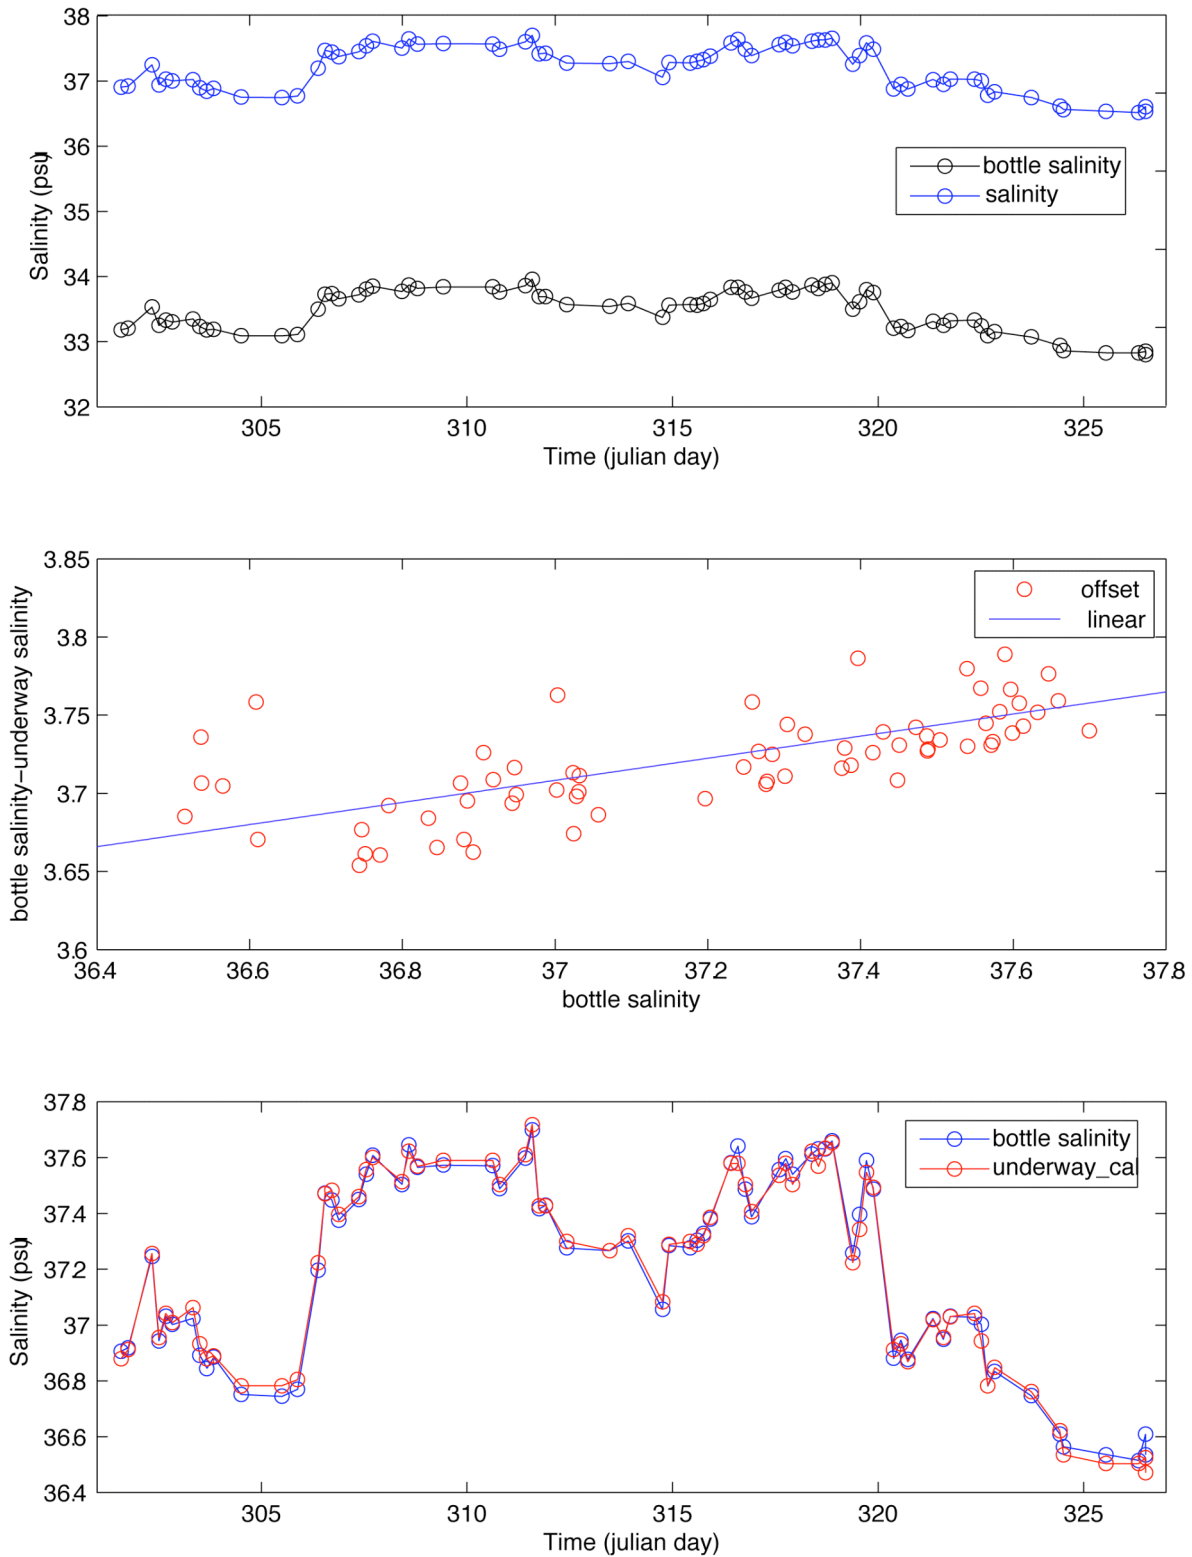 38
37
36
35
34
33
32
Salinity (psu)
bottle salinity
salinity
305 310 315 320 325
Time (julian day)
3.85
3.8
3.75
3.7
3.65
3.6
bottle salinity-underway salinity
offset
linear
36.4 36.6 36.8 37 37.2 37.4 37.6 37.8
bottle salinity
37.8
37.6
37.4
37.2
37
36.8
36.6
36.4
Salinity (psu)
bottle salinity
underway_cal
305 310 315 320 325
Time (julian day)